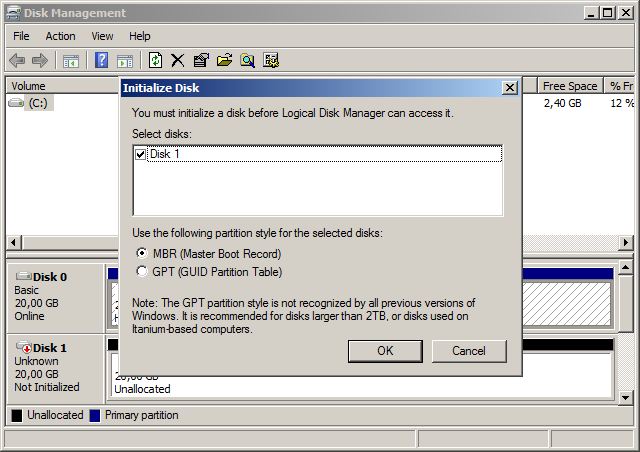 Disk Management
File Action View Help
Volume Free Space % Fr
(C:) 2,40 GB 12 %
Initialize Disk
You must initialize a disk before Logical Disk Manager can access it.
Select disks:
Disk 1
Use the following partition style for the selected disks:
MBR (Master Boot Record)
GPT (GUID Partition Table)
Note: The GPT partition style is not recognized by all previous versions of
Windows. It is recommended for disks larger than 2TB, or disks used on
Itanium-based computers.
OK Cancel
Disk 0
Basic
20,00 GB
Online
Disk 1
Unknown
20,00 GB
Not Initialized
20,00 GB
Unallocated
Unallocated Primary partition